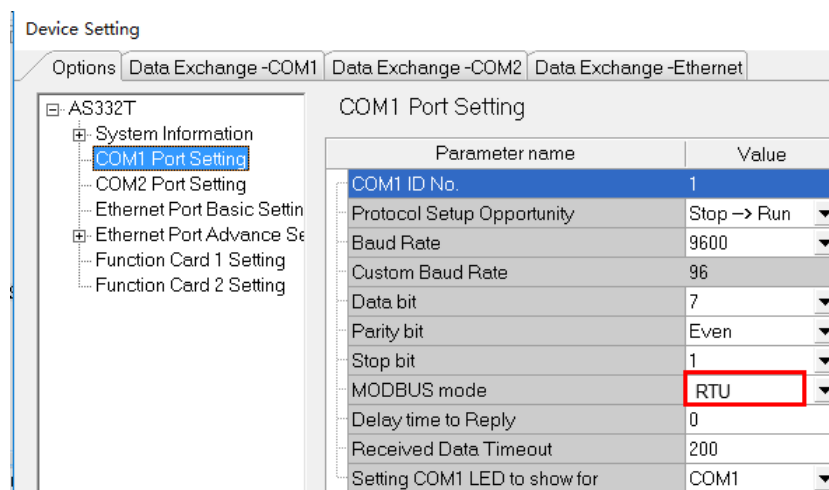 Device Setting
Options Data Exchange -COM1 Data Exchange -COM2 Data Exchange -Ethernet
AS332T
System Information
COM1 Port Setting
COM2 Port Setting
Ethernet Port Basic Settin
Ethernet Port Advance Se
Function Card 1 Setting
Function Card 2 Setting
COM1 Port Setting
Parameter name Value
COM1 ID No. 1
Protocol Setup Opportunity Stop --> Run
Baud Rate 9600
Custom Baud Rate 96
Data bit 7
Parity bit Even
Stop bit 1
MODBUS mode RTU
Delay time to Reply 0
Received Data Timeout 200
Setting COM1 LED to show for COM1